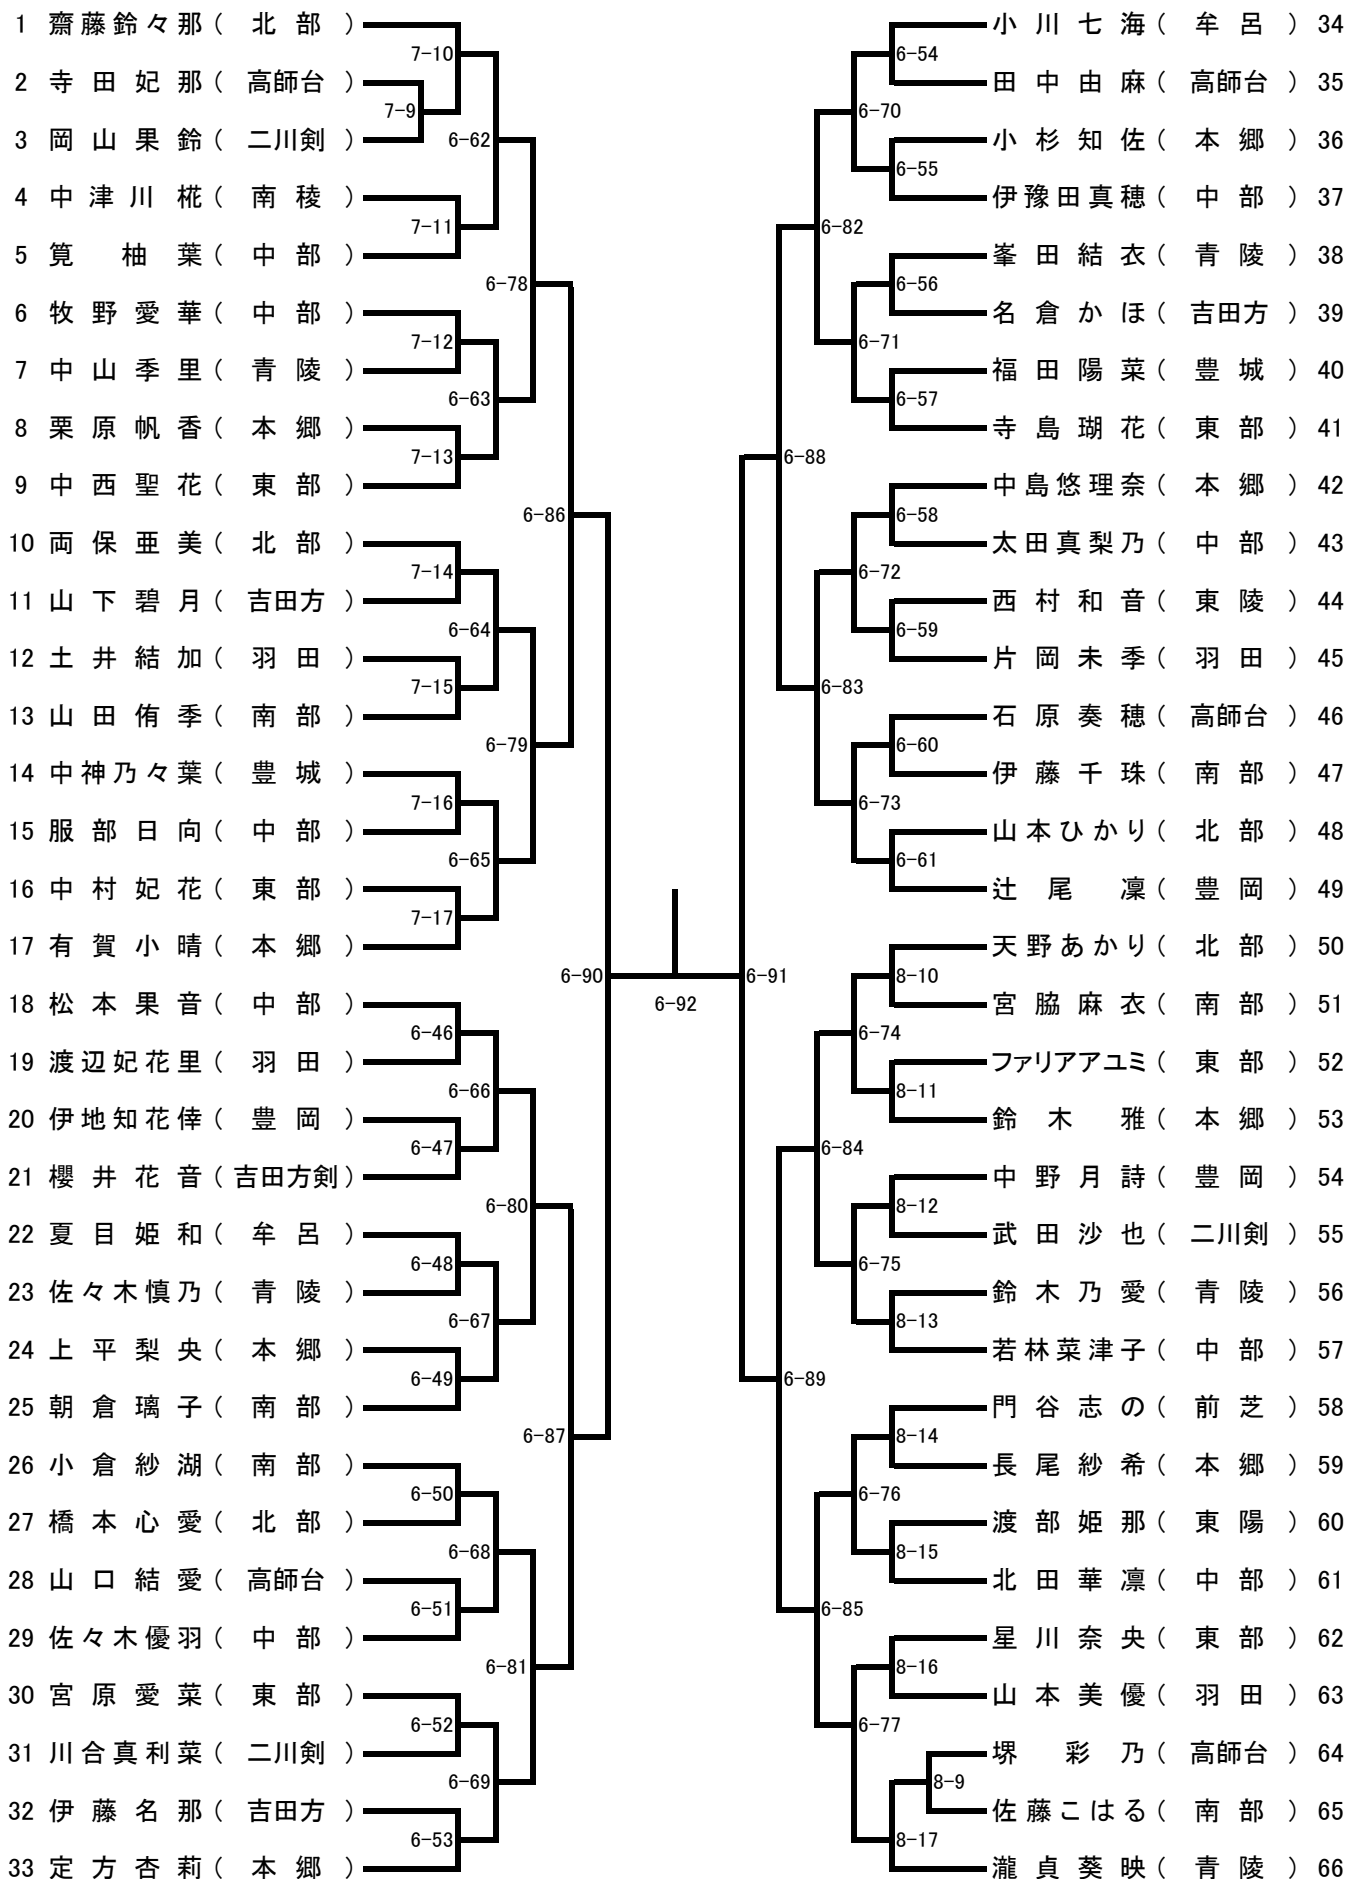 1 齋藤鈴々那（ 北 部 ）
7-10
2 寺 田 妃 那（ 高師台 ）
7-9
3 岡 山 果 鈴（ 二川剣 ）
6-62
4 中 津 川 椛（ 南 稜 ）
7-11
5 筧 柚 葉（ 中 部 ）
6-78
6 牧 野 愛 華（ 中 部 ）
7-12
7 中 山 季 里（ 青 陵 ）
6-63
8 栗 原 帆 香（ 本 郷 ）
7-13
9 中 西 聖 花（ 東 部 ）
6-86
10 両 保 亜 美（ 北 部 ）
7-14
11 山 下 碧 月（ 吉田方 ）
6-64
12 土 井 結 加（ 羽 田 ）
7-15
13 山 田 侑 季（ 南 部 ）
6-79
14 中神乃々葉（ 豊 城 ）
7-16
15 服 部 日 向（ 中 部 ）
6-65
16 中 村 妃 花（ 東 部 ）
7-17
17 有 賀 小 晴（ 本 郷 ）
6-90
18 松 本 果 音（ 中 部 ）
6-46
19 渡辺妃花里（ 羽 田 ）
6-66
20 伊地知花倖（ 豊 岡 ）
6-47
21 櫻 井 花 音（ 吉田方剣）
6-80
22 夏 目 姫 和（ 牟 呂 ）
6-48
23 佐々木慎乃（ 青 陵 ）
6-67
24 上 平 梨 央（ 本 郷 ）
6-49
25 朝 倉 璃 子（ 南 部 ）
6-87
26 小 倉 紗 湖（ 南 部 ）
6-50
27 橋 本 心 愛（ 北 部 ）
6-68
28 山 口 結 愛（ 高師台 ）
6-51
29 佐々木優羽（ 中 部 ）
6-81
30 宮 原 愛 菜（ 東 部 ）
6-52
31 川合真利菜（ 二川剣 ）
6-69
32 伊 藤 名 那（ 吉田方 ）
6-53
33 定 方 杏 莉（ 本 郷 ）
6-92
小 川 七 海（ 牟 呂 ）34
6-54
田 中 由 麻（ 高師台 ）35
6-70
小 杉 知 佐（ 本 郷 ）36
6-55
伊豫田真穂（ 中 部 ）37
6-82
峯 田 結 衣（ 青 陵 ）38
6-56
名 倉 か ほ（ 吉田方 ）39
6-71
福 田 陽 菜（ 豊 城 ）40
6-57
寺 島 瑚 花（ 東 部 ）41
6-88
中島悠理奈（ 本 郷 ）42
6-58
太田真梨乃（ 中 部 ）43
6-72
西 村 和 音（ 東 陵 ）44
6-59
片 岡 未 季（ 羽 田 ）45
6-83
石 原 奏 穂（ 高師台 ）46
6-60
伊 藤 千 珠（ 南 部 ）47
6-73
山本ひかり（ 北 部 ）48
6-61
辻 尾 凜（ 豊 岡 ）49
天野あかり（ 北 部 ）50
8-10
6-91
宮 脇 麻 衣（ 南 部 ）51
6-74
ファリアアユミ（ 東 部 ）52
8-11
鈴 木 雅（ 本 郷 ）53
6-84
中 野 月 詩（ 豊 岡 ）54
8-12
武 田 沙 也（ 二川剣 ）55
6-75
鈴 木 乃 愛（ 青 陵 ）56
8-13
若林菜津子（ 中 部 ）57
6-89
門 谷 志 の（ 前 芝 ）58
8-14
長 尾 紗 希（ 本 郷 ）59
6-76
渡 部 姫 那（ 東 陽 ）60
8-15
北 田 華 凛（ 中 部 ）61
6-85
星 川 奈 央（ 東 部 ）62
8-16
山 本 美 優（ 羽 田 ）63
6-77
堺 彩 乃（ 高師台 ）64
8-9
佐藤こはる（ 南 部 ）65
8-17
瀧 貞 葵 映（ 青 陵 ）66